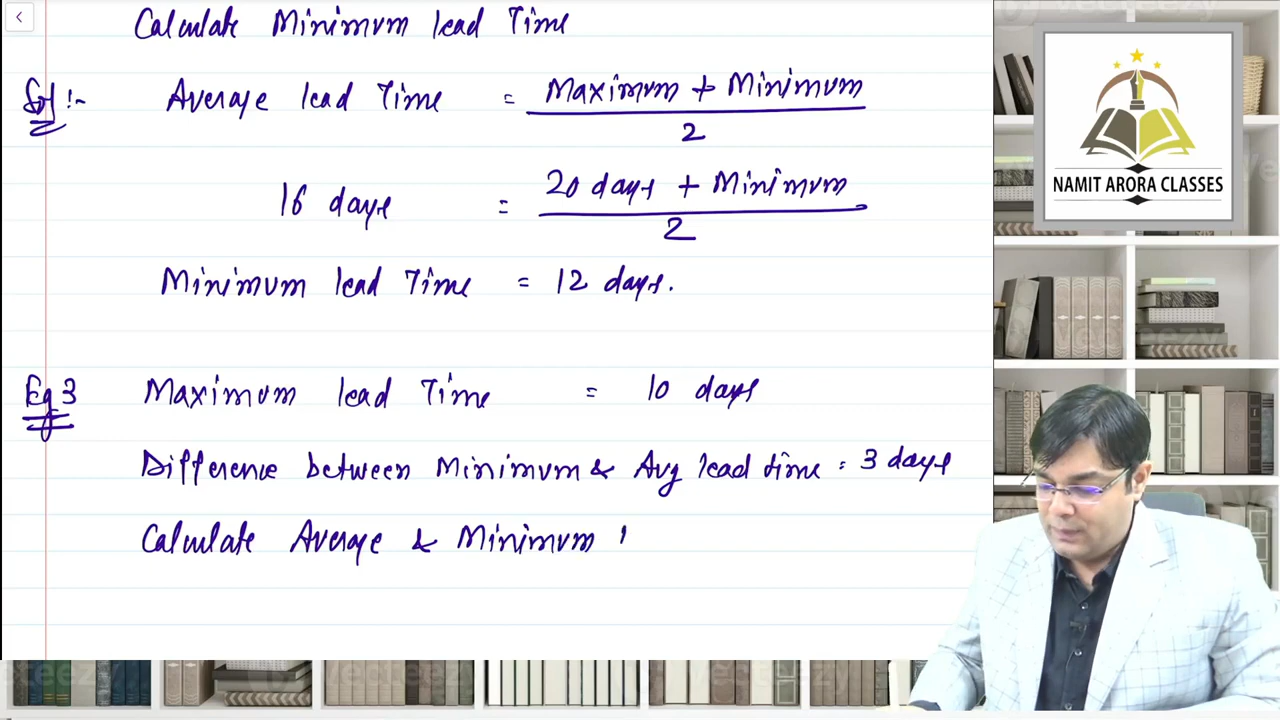 Calculate Minimum lead Time
Sol :- Average lead Time = Maximum + Minimum
2
16 days = 20 days + Minimum
2
Minimum lead Time = 12 days.
Eg 3 Maximum lead Time = 10 days
Difference between Minimum & Avg lead time = 3 days
Calculate Average & Minimum l
NAMIT ARORA CLASSES
vecteezy